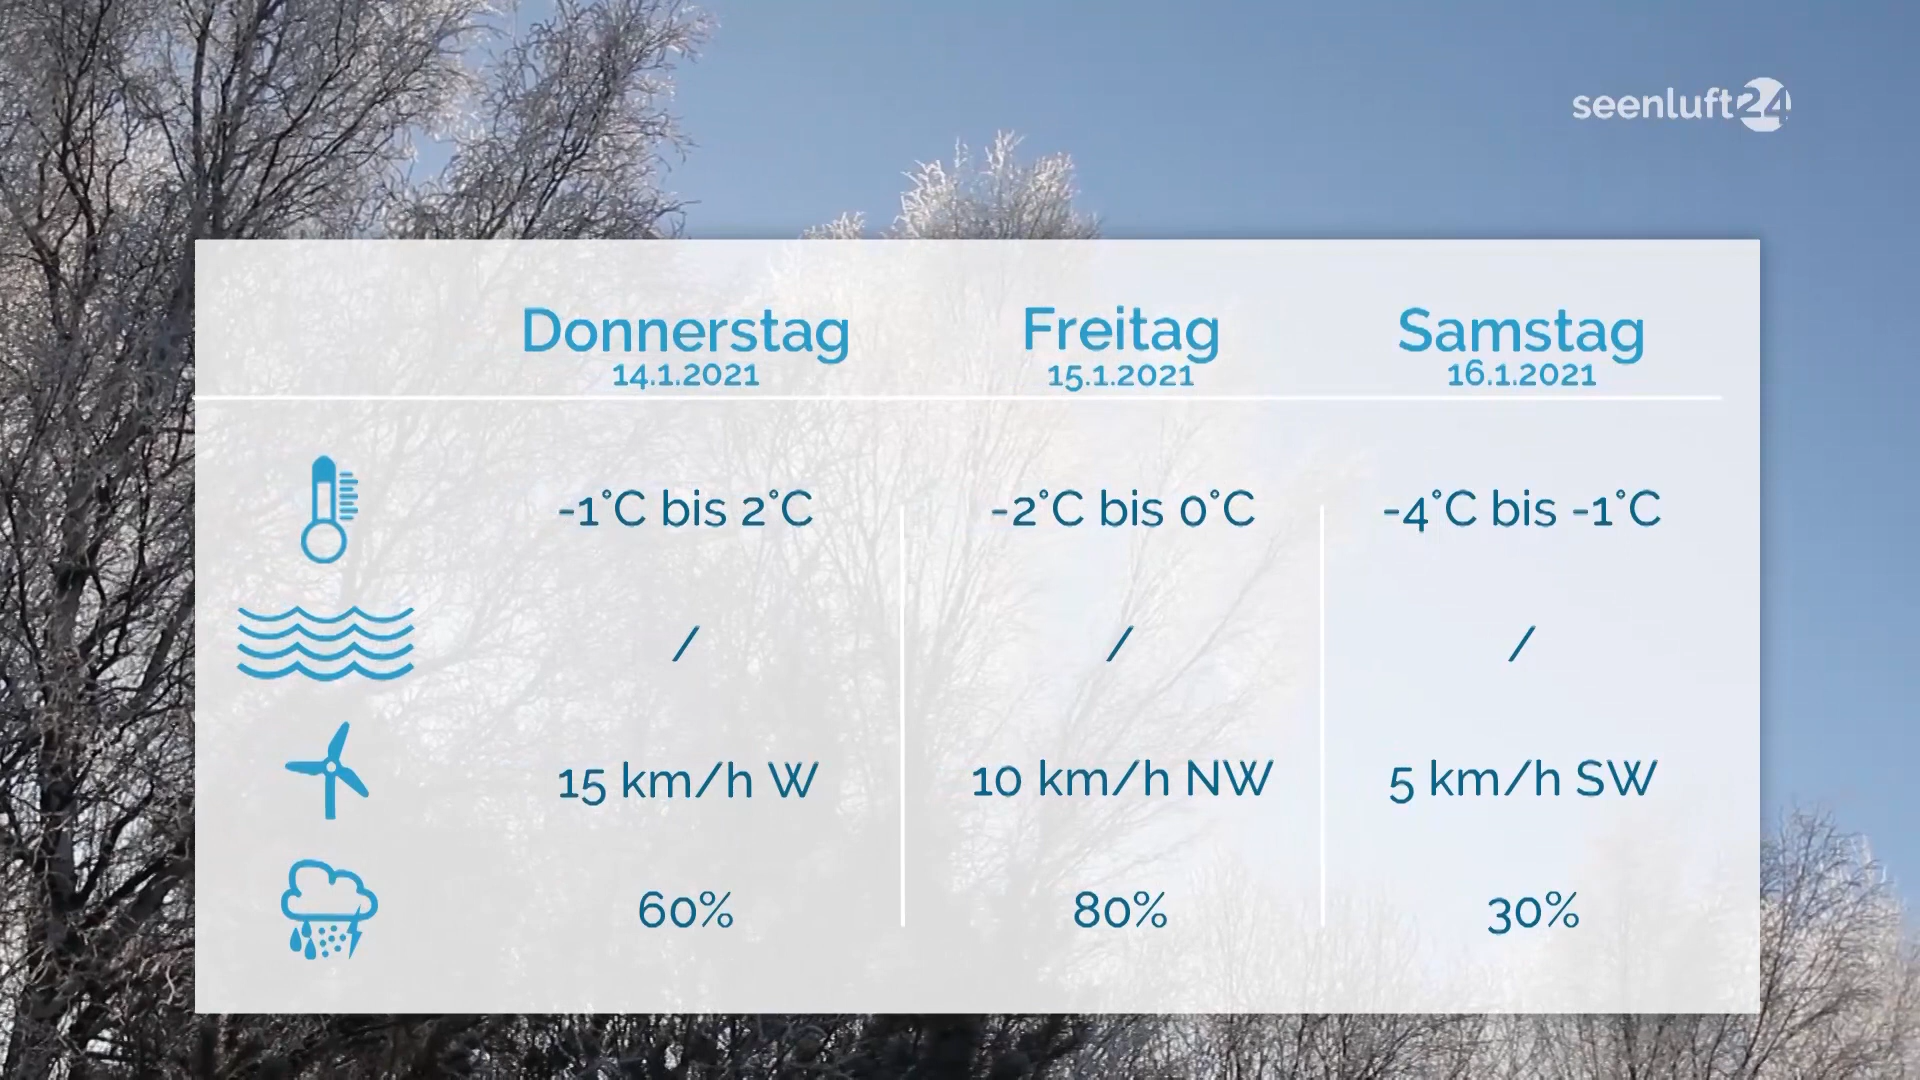 seenluft24
Donnerstag Freitag Samstag
14.1.2021 15.1.2021 16.1.2021
-1°C bis 2°C -2°C bis 0°C -4°C bis -1°C
/ / /
15 km/h W 10 km/h NW 5 km/h SW
60% 80% 30%